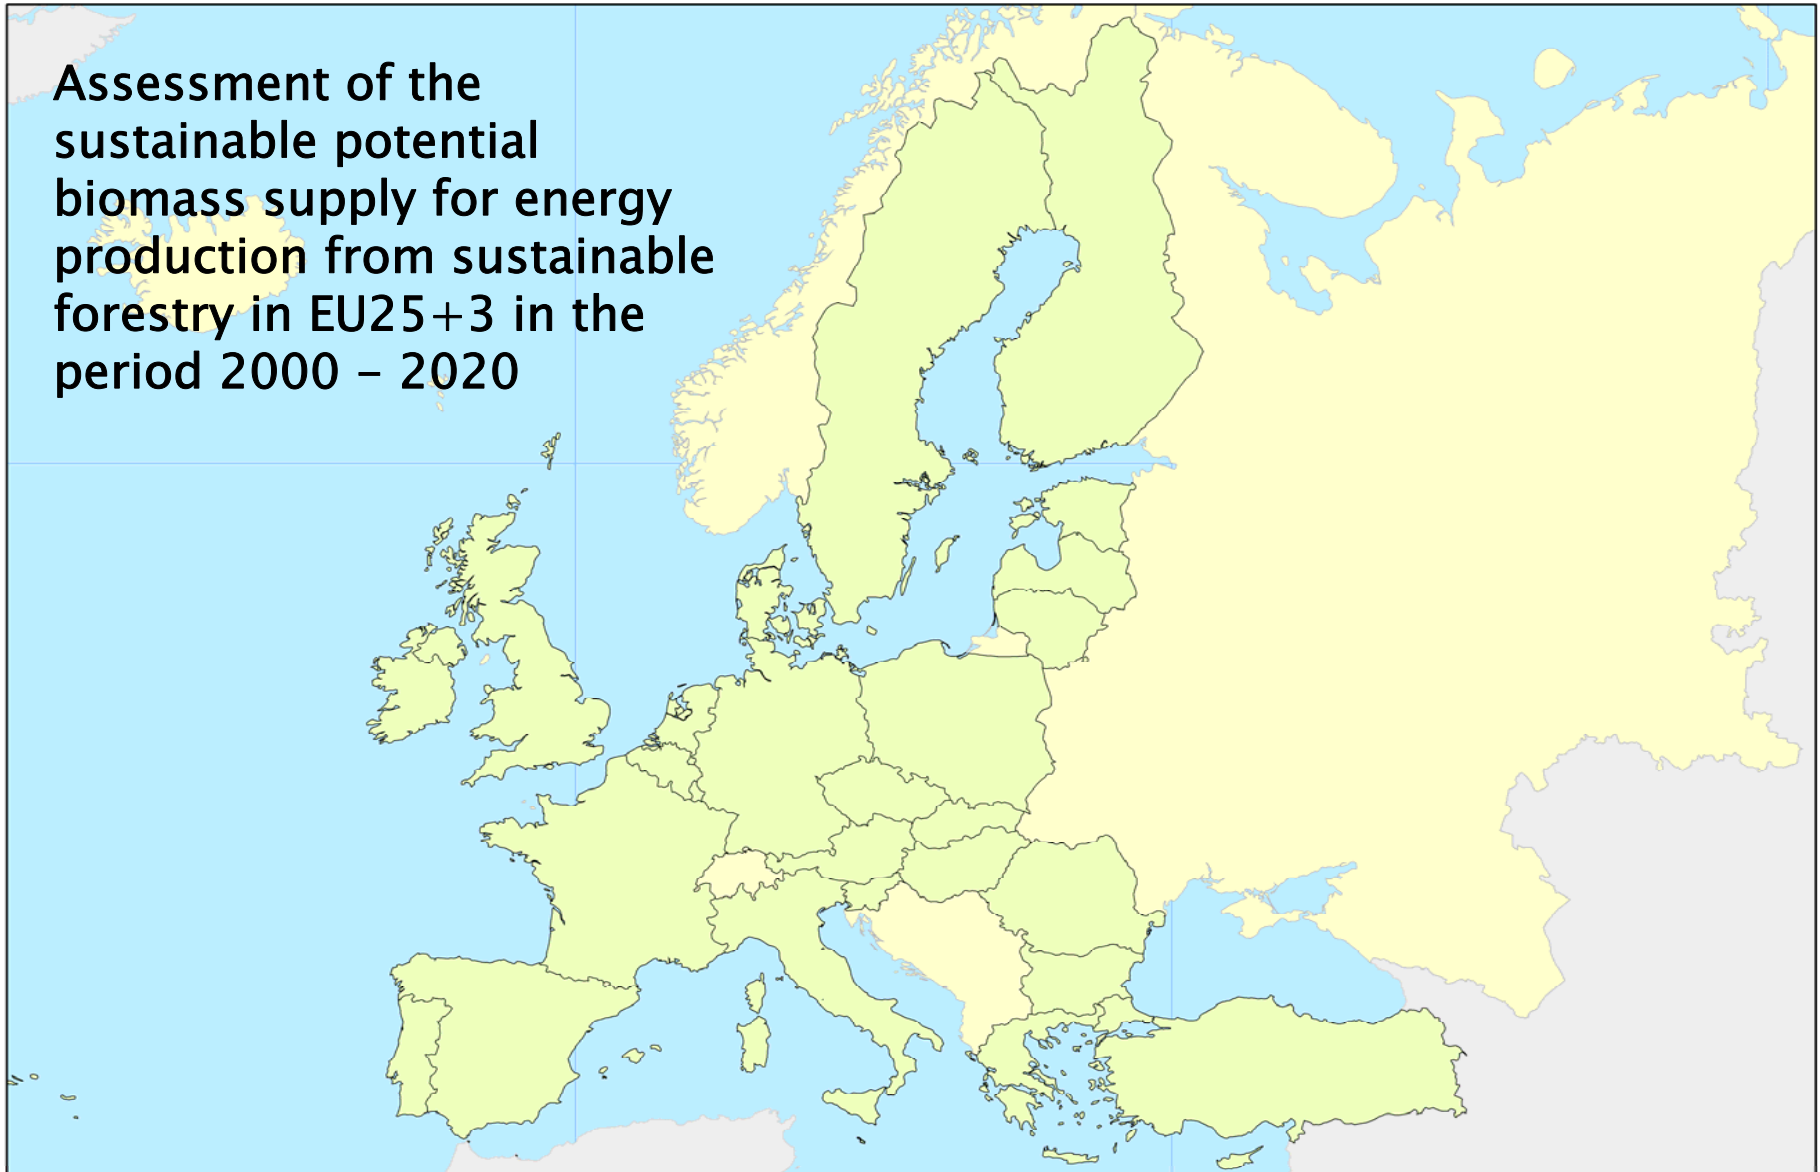 Assessment of the
sustainable potential
biomass supply for energy
production from sustainable
forestry in EU25+3 in the
period 2000 – 2020